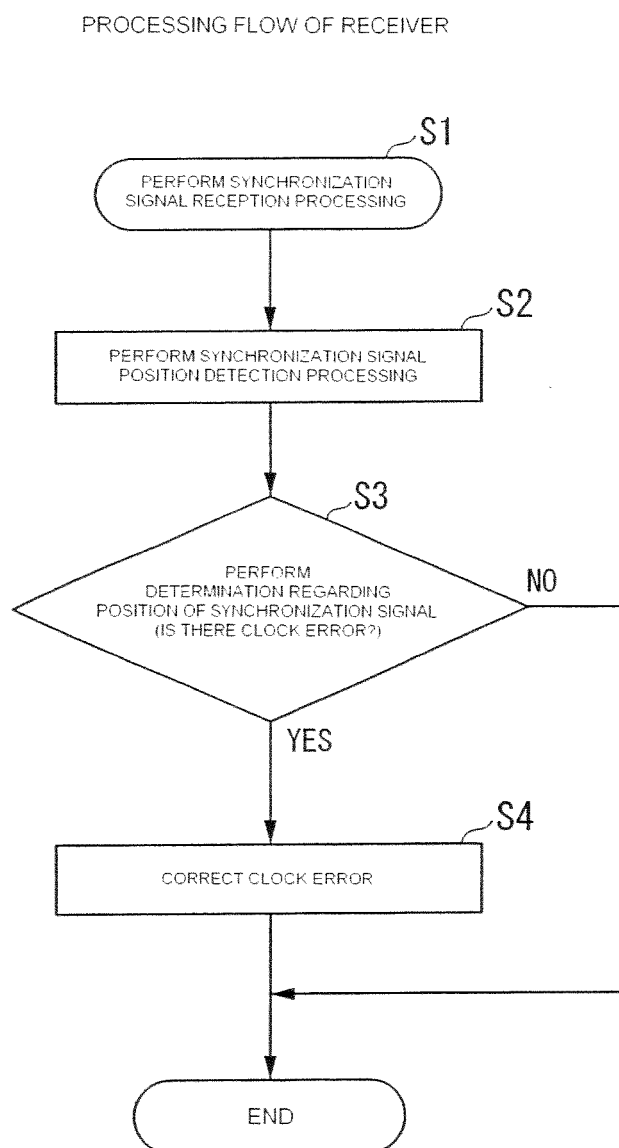 PROCESSING FLOW OF RECEIVER
S1
PERFORM SYNCHRONIZATION
SIGNAL RECEPTION PROCESSING
S2
PERFORM SYNCHRONIZATION SIGNAL
POSITION DETECTION PROCESSING
S3
PERFORM
DETERMINATION REGARDING
POSITION OF SYNCHRONIZATION SIGNAL
(IS THERE CLOCK ERROR?)
NO
YES
S4
CORRECT CLOCK ERROR
END